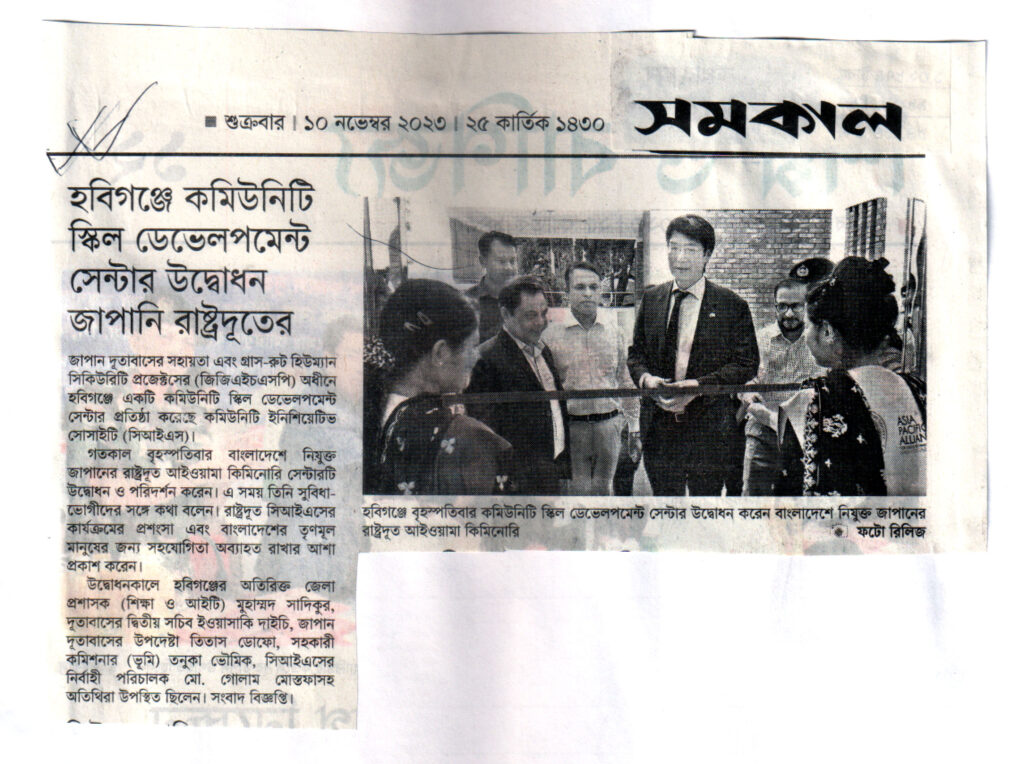 শুক্রবার । ১০ নভেম্বর ২০২৩ । ২৫ কার্তিক ১৪৩০
সমকাল
হবিগঞ্জে কমিউনিটি
স্কিল ডেভেলপমেন্ট
সেন্টার উদ্বোধন
জাপানি রাষ্ট্রদূতের
জাপান দূতাবাসের সহায়তা এবং গ্রাস-রুট হিউম্যান
সিকিউরিটি প্রজেক্টসের (জিজিএইচএসপি) অধীনে
হবিগঞ্জে একটি কমিউনিটি স্কিল ডেভেলপমেন্ট
সেন্টার প্রতিষ্ঠা করেছে কমিউনিটি ইনিশিয়েটিভ
সোসাইটি (সিআইএস)।
গতকাল বৃহস্পতিবার বাংলাদেশে নিযুক্ত
জাপানের রাষ্ট্রদূত আইওয়ামা কিমিনোরি সেন্টারটি
উদ্বোধন ও পরিদর্শন করেন। এ সময় তিনি সুবিধা-
ভোগীদের সঙ্গে কথা বলেন। রাষ্ট্রদূত সিআইএসের
কার্যক্রমের প্রশংসা এবং বাংলাদেশের তৃণমূল
মানুষের জন্য সহযোগিতা অব্যাহত রাখার আশা
প্রকাশ করেন।
উদ্বোধনকালে হবিগঞ্জের অতিরিক্ত জেলা
প্রশাসক (শিক্ষা ও আইটি) মুহাম্মদ সাদিকুর,
দূতাবাসের দ্বিতীয় সচিব ইওয়াসাকি দাইচি, জাপান
দূতাবাসের উপদেষ্টা তিতাস ডোফো, সহকারী
কমিশনার (ভূমি) তনুকা ভৌমিক, সিআইএসের
নির্বাহী পরিচালক মো. গোলাম মোস্তফাসহ
অতিথিরা উপস্থিত ছিলেন। সংবাদ বিজ্ঞপ্তি।
ASIA
PACIFIC
ALLIAN
হবিগঞ্জে বৃহস্পতিবার কমিউনিটি স্কিল ডেভেলপমেন্ট সেন্টার উদ্বোধন করেন বাংলাদেশে নিযুক্ত জাপানের
রাষ্ট্রদূত আইওয়ামা কিমিনোরি
ফটো রিলিজ